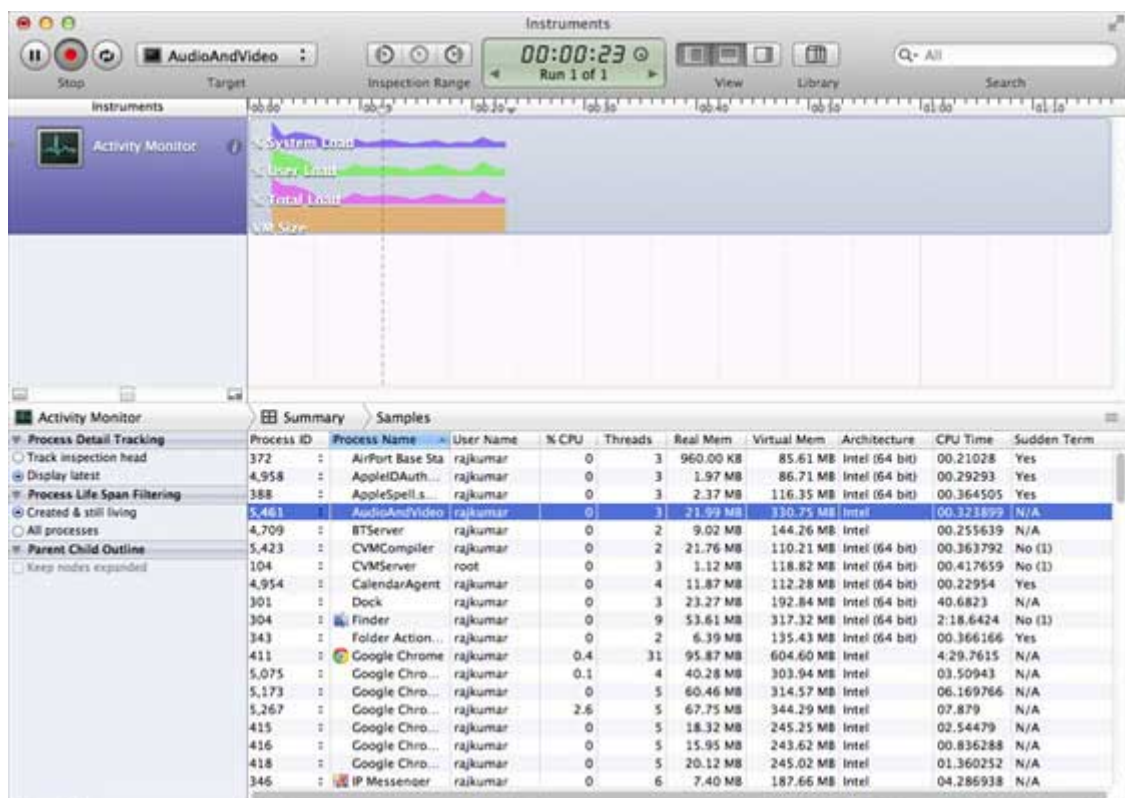 Instruments
AudioAndVideo
00:00:23
Run 1 of 1
Q- All
Stop Target Inspection Range View Library Search
Instruments 00:00 00:20 00:30 00:40 00:50 01:00 01:10
Activity Monitor
% System Load
% User Load
% Total Load
VM Size
Activity Monitor Summary Samples
Process Detail Tracking
Track inspection head
Display latest
Process Life Span Filtering
Created & still living
All processes
Parent Child Outline
Keep nodes expanded
Process ID Process Name User Name % CPU Threads Real Mem Virtual Mem Architecture CPU Time Sudden Term
372 AirPort Base Sta rajkumar 0 3 960.00 KB 85.61 MB Intel (64 bit) 00.21028 Yes
4,958 AppleIDAuth... rajkumar 0 3 1.97 MB 86.71 MB Intel (64 bit) 00.29293 Yes
388 AppleSpell.s... rajkumar 0 3 2.37 MB 116.35 MB Intel (64 bit) 00.364505 Yes
5,461 AudioAndVideo rajkumar 0 3 21.99 MB 330.75 MB Intel 00.323899 N/A
4,709 BTServer rajkumar 0 2 9.02 MB 144.26 MB Intel (64 bit) 00.255639 N/A
5,423 CVMCompiler rajkumar 0 2 21.76 MB 110.21 MB Intel (64 bit) 00.363792 No (1)
104 CVMServer root 0 3 1.12 MB 118.82 MB Intel (64 bit) 00.417659 No (1)
4,954 CalendarAgent rajkumar 0 4 11.87 MB 112.28 MB Intel (64 bit) 00.22954 Yes
301 Dock rajkumar 0 3 23.27 MB 192.84 MB Intel (64 bit) 40.6823 N/A
304 Finder rajkumar 0 9 53.61 MB 317.32 MB Intel (64 bit) 2:18.6424 No (1)
343 Folder Action... rajkumar 0 2 6.39 MB 135.43 MB Intel (64 bit) 00.366166 Yes
411 Google Chrome rajkumar 0.4 31 95.87 MB 604.60 MB Intel 4:29.7615 N/A
5,075 Google Chro... rajkumar 0.1 4 40.28 MB 303.94 MB Intel 03.50943 N/A
5,173 Google Chro... rajkumar 0 5 60.46 MB 314.57 MB Intel 06.169766 N/A
5,267 Google Chro... rajkumar 2.6 5 67.75 MB 344.29 MB Intel 07.879 N/A
415 Google Chro... rajkumar 0 5 18.32 MB 245.25 MB Intel 02.54479 N/A
416 Google Chro... rajkumar 0 5 15.95 MB 243.62 MB Intel 00.836288 N/A
418 Google Chro... rajkumar 0 5 20.12 MB 245.02 MB Intel 01.360252 N/A
346 IP Messenger rajkumar 0 6 7.40 MB 187.66 MB Intel 04.286938 N/A